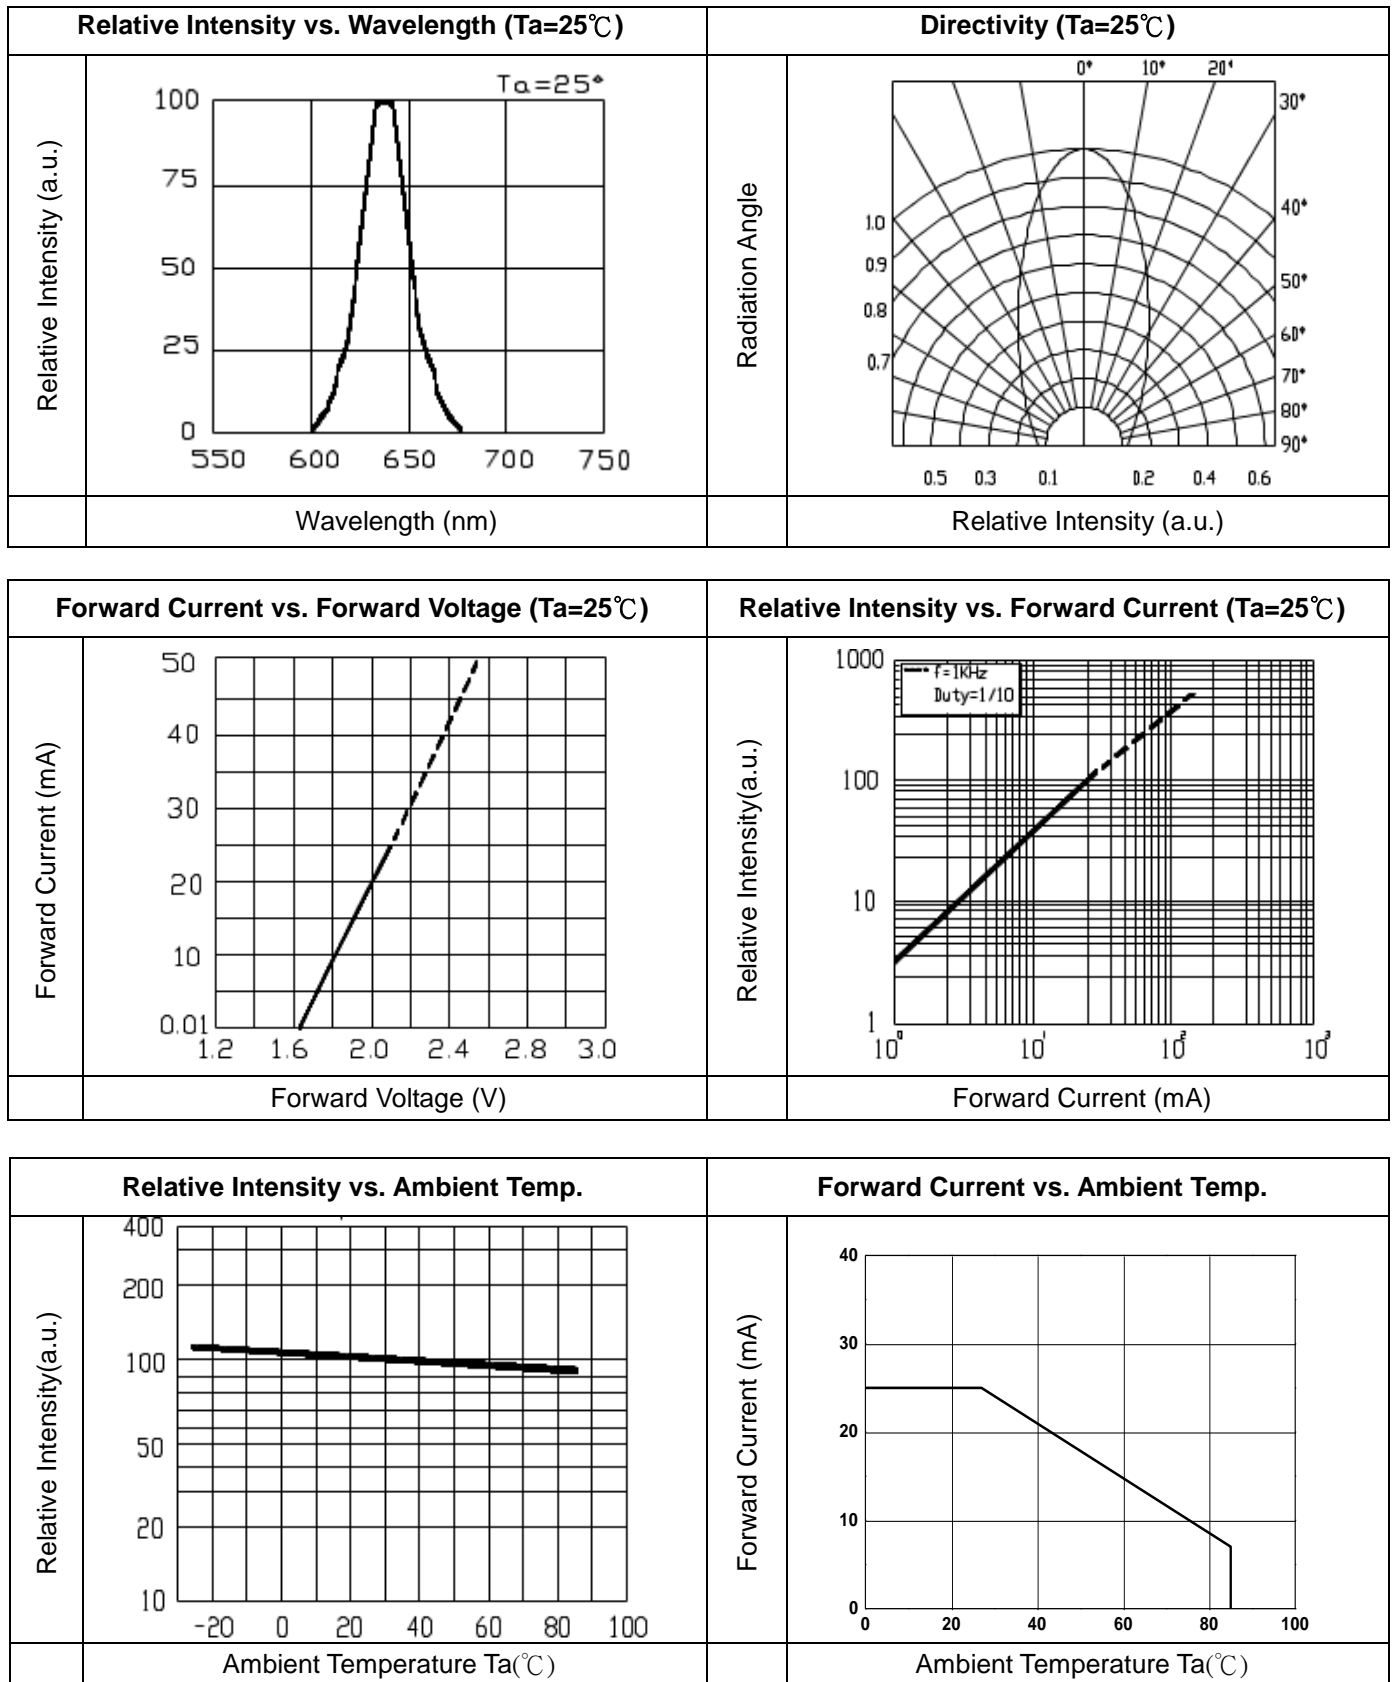 Relative Intensity vs. Wavelength (Ta=25℃)
Directivity (Ta=25℃)
Relative Intensity (a.u.)
Ta=25°
100
75
50
25
0
550 600 650 700 750
Wavelength (nm)
Radiation Angle
0° 10° 20°
30°
40°
50°
60°
70°
80°
90°
1.0
0.9
0.8
0.7
0.5 0.3 0.1 0.2 0.4 0.6
Relative Intensity (a.u.)
Forward Current vs. Forward Voltage (Ta=25℃)
Relative Intensity vs. Forward Current (Ta=25℃)
Forward Current (mA)
50
40
30
20
10
0.01
1.2 1.6 2.0 2.4 2.8 3.0
Forward Voltage (V)
Relative Intensity(a.u.)
f=1KHz
Duty=1/10
1000
100
10
1
10⁰ 10¹ 10² 10³
Forward Current (mA)
Relative Intensity vs. Ambient Temp.
Forward Current vs. Ambient Temp.
Relative Intensity(a.u.)
400
200
100
50
20
10
-20 0 20 40 60 80 100
Ambient Temperature Ta(℃)
Forward Current (mA)
40
30
20
10
0
0 20 40 60 80 100
Ambient Temperature Ta(℃)